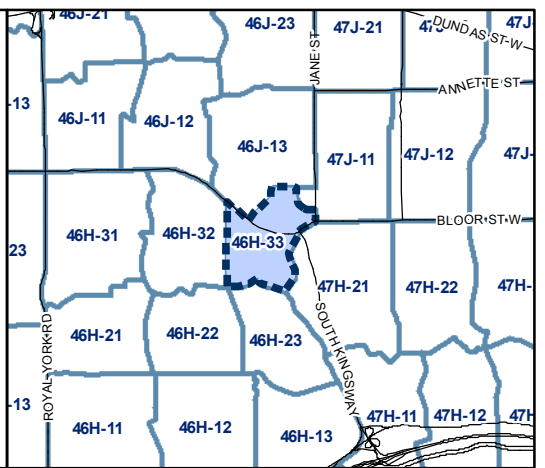 46J-21
46J-23
47J-21
47J
DUNDAS ST W
JANE ST
ANNETTE ST
-13
46J-11
46J-12
46J-13
47J-11
47J-12
47J-
BLOOR ST W
23
46H-31
46H-32
46H-33
47H-21
47H-22
47H-
ROYAL YORK RD
46H-21
46H-22
46H-23
SOUTH KINGSWAY
-13
46H-11
46H-12
46H-13
47H-11
47H-12
47H